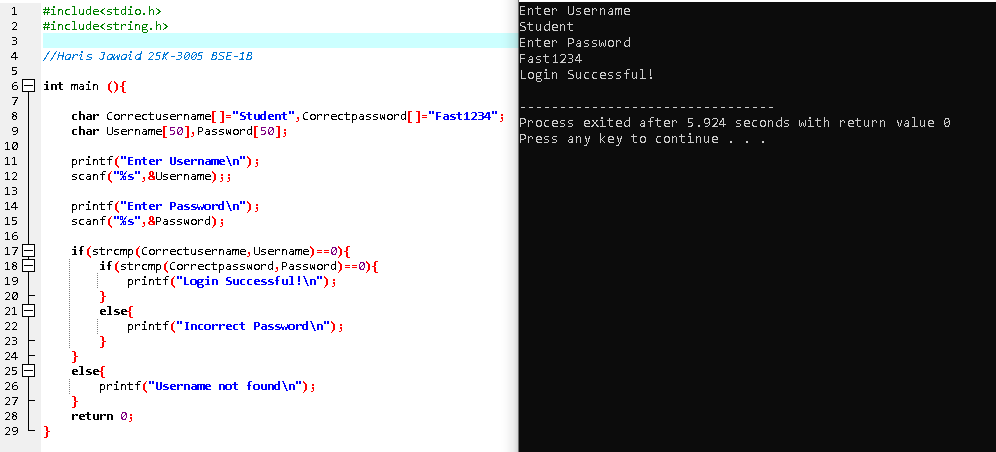 1 #include<stdio.h>
2 #include<string.h>
3
4 //Haris Jawaid 25K-3005 BSE-1B
5
6 int main (){
7
8 char Correctusername[]="Student",Correctpassword[]="Fast1234";
9 char Username[50],Password[50];
10
11 printf("Enter Username\n");
12 scanf("%s",&Username);;
13
14 printf("Enter Password\n");
15 scanf("%s",&Password);
16
17 if(strcmp(Correctusername,Username)==0){
18 if(strcmp(Correctpassword,Password)==0){
19 printf("Login Successful!\n");
20 }
21 else{
22 printf("Incorrect Password\n");
23 }
24 }
25 else{
26 printf("Username not found\n");
27 }
28 return 0;
29 }
Enter Username
Student
Enter Password
Fast1234
Login Successful!
--------------------------------
Process exited after 5.924 seconds with return value 0
Press any key to continue . . .